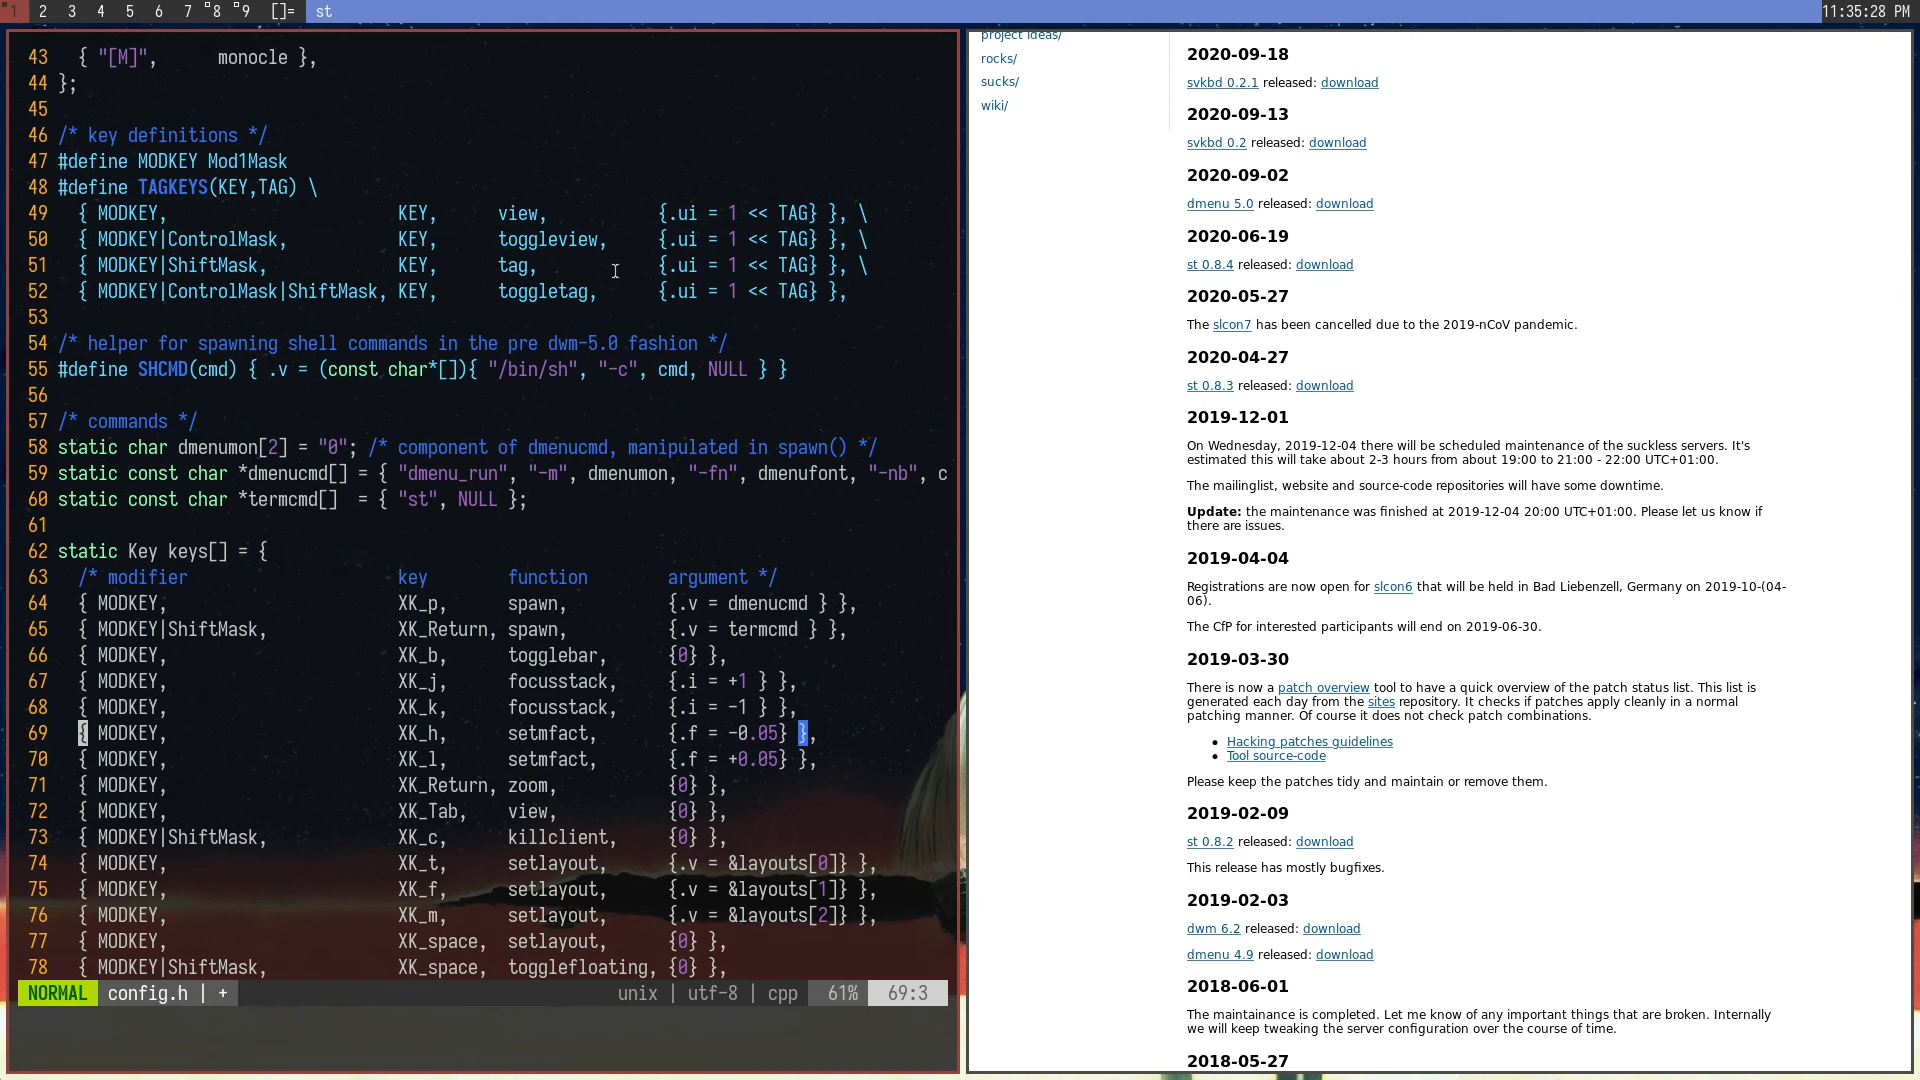 1 2 3 4 5 6 7 8 9 []= st 11:35:28 PM
43 { "[M]", monocle },
44 };
45
46 /* key definitions */
47 #define MODKEY Mod1Mask
48 #define TAGKEYS(KEY,TAG) \
49 { MODKEY, KEY, view, {.ui = 1 << TAG} }, \
50 { MODKEY|ControlMask, KEY, toggleview, {.ui = 1 << TAG} }, \
51 { MODKEY|ShiftMask, KEY, tag, {.ui = 1 << TAG} }, \
52 { MODKEY|ControlMask|ShiftMask, KEY, toggletag, {.ui = 1 << TAG} },
53
54 /* helper for spawning shell commands in the pre dwm-5.0 fashion */
55 #define SHCMD(cmd) { .v = (const char*[]){ "/bin/sh", "-c", cmd, NULL } }
56
57 /* commands */
58 static char dmenumon[2] = "0"; /* component of dmenucmd, manipulated in spawn() */
59 static const char *dmenucmd[] = { "dmenu_run", "-m", dmenumon, "-fn", dmenufont, "-nb", c
60 static const char *termcmd[] = { "st", NULL };
61
62 static Key keys[] = {
63 /* modifier key function argument */
64 { MODKEY, XK_p, spawn, {.v = dmenucmd } },
65 { MODKEY|ShiftMask, XK_Return, spawn, {.v = termcmd } },
66 { MODKEY, XK_b, togglebar, {0} },
67 { MODKEY, XK_j, focusstack, {.i = +1 } },
68 { MODKEY, XK_k, focusstack, {.i = -1 } },
69 { MODKEY, XK_h, setmfact, {.f = -0.05} },
70 { MODKEY, XK_l, setmfact, {.f = +0.05} },
71 { MODKEY, XK_Return, zoom, {0} },
72 { MODKEY, XK_Tab, view, {0} },
73 { MODKEY|ShiftMask, XK_c, killclient, {0} },
74 { MODKEY, XK_t, setlayout, {.v = &layouts[0]} },
75 { MODKEY, XK_f, setlayout, {.v = &layouts[1]} },
76 { MODKEY, XK_m, setlayout, {.v = &layouts[2]} },
77 { MODKEY, XK_space, setlayout, {0} },
78 { MODKEY|ShiftMask, XK_space, togglefloating, {0} },
NORMAL config.h | + unix | utf-8 | cpp 61% 69:3
project ideas/
rocks/
sucks/
wiki/
2020-09-18
svkbd 0.2.1 released: download
2020-09-13
svkbd 0.2 released: download
2020-09-02
dmenu 5.0 released: download
2020-06-19
st 0.8.4 released: download
2020-05-27
The slcon7 has been cancelled due to the 2019-nCoV pandemic.
2020-04-27
st 0.8.3 released: download
2019-12-01
On Wednesday, 2019-12-04 there will be scheduled maintenance of the suckless servers. It's
estimated this will take about 2-3 hours from about 19:00 to 21:00 - 22:00 UTC+01:00.
The mailinglist, website and source-code repositories will have some downtime.
Update: the maintenance was finished at 2019-12-04 20:00 UTC+01:00. Please let us know if
there are issues.
2019-04-04
Registrations are now open for slcon6 that will be held in Bad Liebenzell, Germany on 2019-10-(04-
06).
The CfP for interested participants will end on 2019-06-30.
2019-03-30
There is now a patch overview tool to have a quick overview of the patch status list. This list is
generated each day from the sites repository. It checks if patches apply cleanly in a normal
patching manner. Of course it does not check patch combinations.
• Hacking patches guidelines
• Tool source-code
Please keep the patches tidy and maintain or remove them.
2019-02-09
st 0.8.2 released: download
This release has mostly bugfixes.
2019-02-03
dwm 6.2 released: download
dmenu 4.9 released: download
2018-06-01
The maintainance is completed. Let me know of any important things that are broken. Internally
we will keep tweaking the server configuration over the course of time.
2018-05-27